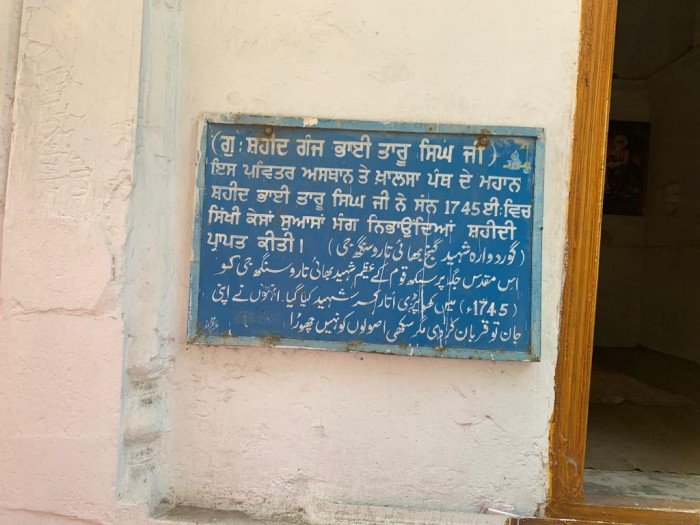 (ਗੁ: ਸ਼ਹੀਦ ਗੰਜ ਭਾਈ ਤਾਰੂ ਸਿੰਘ ਜੀ)
ਇਸ ਪਵਿਤਰ ਅਸਥਾਨ ਤੇ ਖ਼ਾਲਸਾ ਪੰਥ ਦੇ ਮਹਾਨ
ਸ਼ਹੀਦ ਭਾਈ ਤਾਰੂ ਸਿੰਘ ਜੀ ਨੇ ਸੰਨ 1745 ਈ: ਵਿਚ
ਸਿੱਖੀ ਕੇਸਾਂ ਸੁਆਸਾਂ ਸੰਗ ਨਿਭਾਉਂਦਿਆਂ ਸ਼ਹੀਦੀ
ਪ੍ਰਾਪਤ ਕੀਤੀ।
(گوردوارہ شہید گنج بھائی تارو سنگھ جی)
اس مقدس جگہ پر سکھ قوم کے عظیم شہید بھائی تارو سنگھ جی کو
(1745ء) میں کھوپڑی اتار کر شہید کیا گیا۔ انہوں نے اپنی
جان تو قربان کر دی مگر سکھی اصولوں کو نہیں چھوڑا